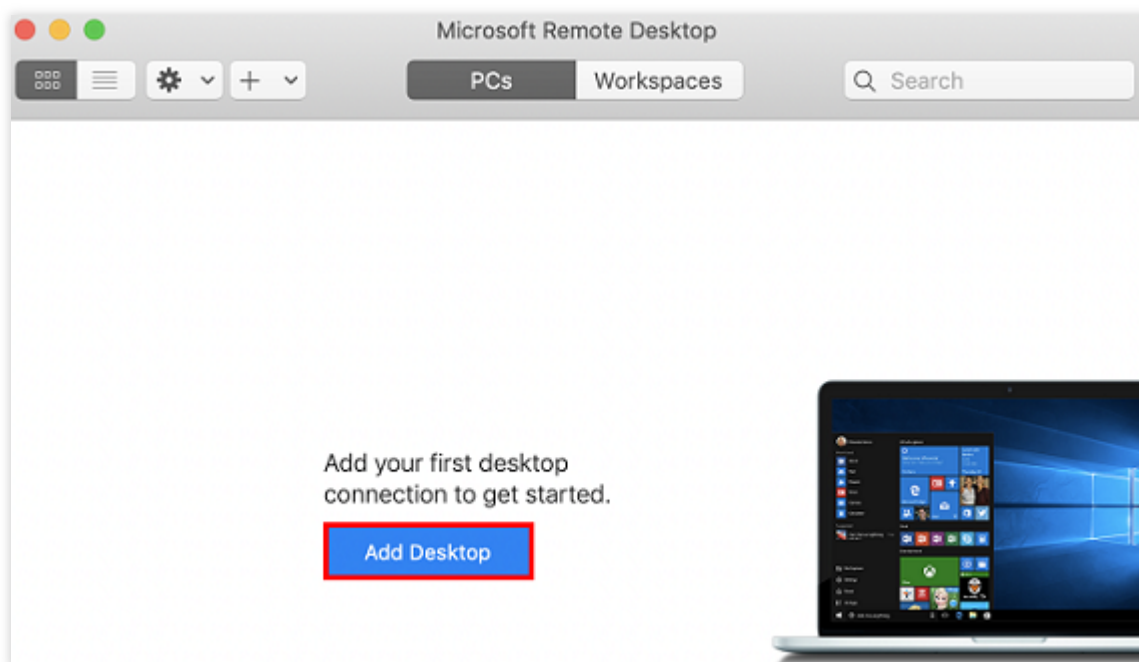 Microsoft Remote Desktop
PCs
Workspaces
Search
Add your first desktop
connection to get started.
Add Desktop